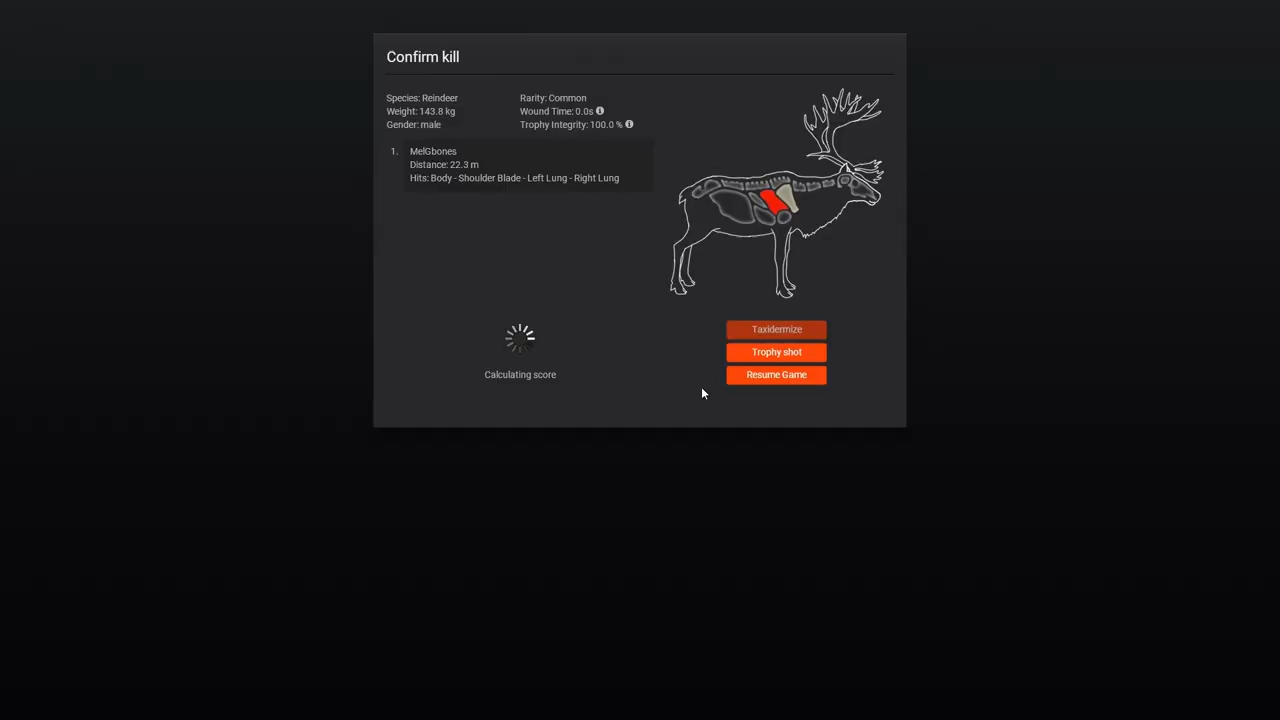 Confirm kill
Species: Reindeer
Weight: 143.8 kg
Gender: male
Rarity: Common
Wound Time: 0.0s
Trophy Integrity: 100.0 %
1.
MelGbones
Distance: 22.3 m
Hits: Body - Shoulder Blade - Left Lung - Right Lung
Calculating score
Taxidermize
Trophy shot
Resume Game